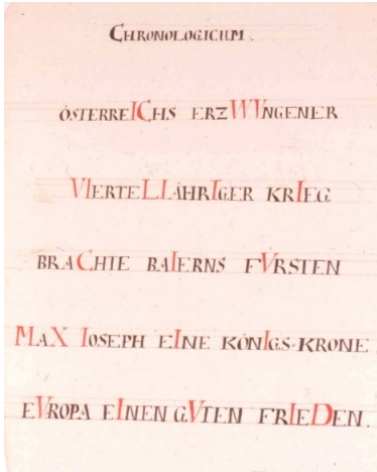 CHRONOLOGICUM.
ÖSTERREICHS ERZWVNGENER
VIERTELIÄHRIGER KRIEG
BRACHTE BAIERNS FVRSTEN
MAX IOSEPH EINE KÖNIGS-KRONE
EVROPA EINEN GVTEN FRIEDEN.